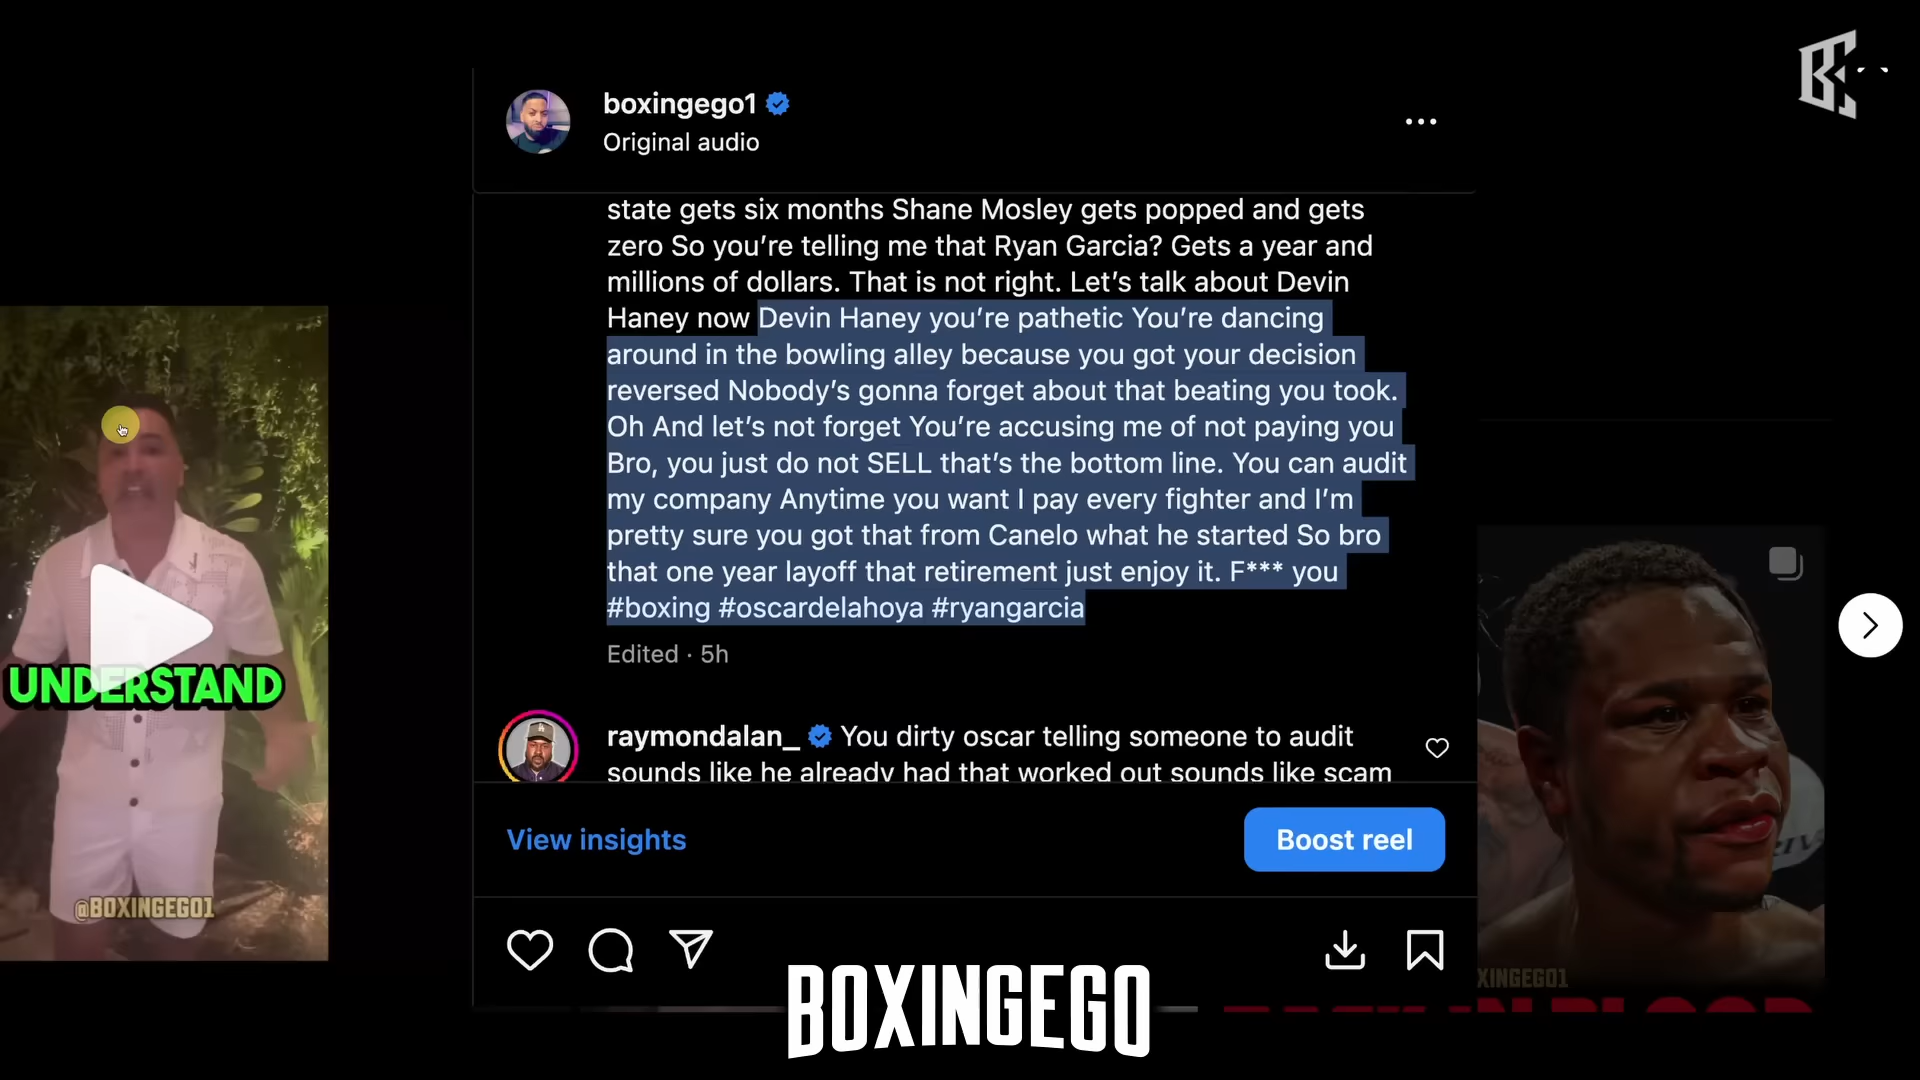 boxingego1
Original audio
state gets six months Shane Mosley gets popped and gets
zero So you’re telling me that Ryan Garcia? Gets a year and
millions of dollars. That is not right. Let’s talk about Devin
Haney now Devin Haney you’re pathetic You’re dancing
around in the bowling alley because you got your decision
reversed Nobody’s gonna forget about that beating you took.
Oh And let’s not forget You’re accusing me of not paying you
Bro, you just do not SELL that’s the bottom line. You can audit
my company Anytime you want I pay every fighter and I’m
pretty sure you got that from Canelo what he started So bro
that one year layoff that retirement just enjoy it. F*** you
#boxing #oscardelahoya #ryangarcia
Edited · 5h
raymondalan_ You dirty oscar telling someone to audit
sounds like he already had that worked out sounds like scam
View insights
Boost reel
UNDERSTAND
@BOXINGEGO1
XINGEGO1
BOXINGEGO